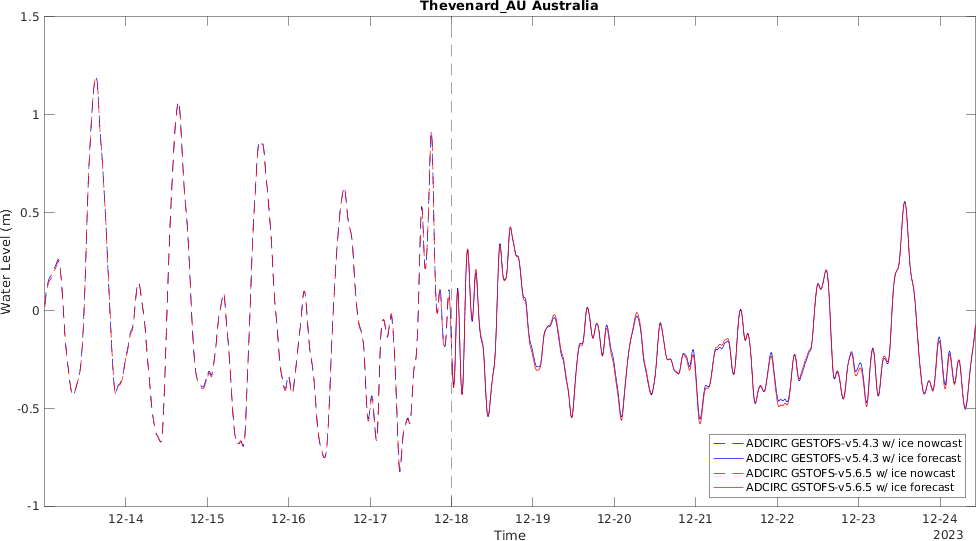 Thevenard_AU Australia
1.5
1
0.5
0
-0.5
-1
Water Level (m)
ADCIRC GESTOFS-v5.4.3 w/ ice nowcast
ADCIRC GESTOFS-v5.4.3 w/ ice forecast
ADCIRC GSTOFS-v5.6.5 w/ ice nowcast
ADCIRC GSTOFS-v5.6.5 w/ ice forecast
12-14 12-15 12-16 12-17 12-18 12-19 12-20 12-21 12-22 12-23 12-24
Time
2023